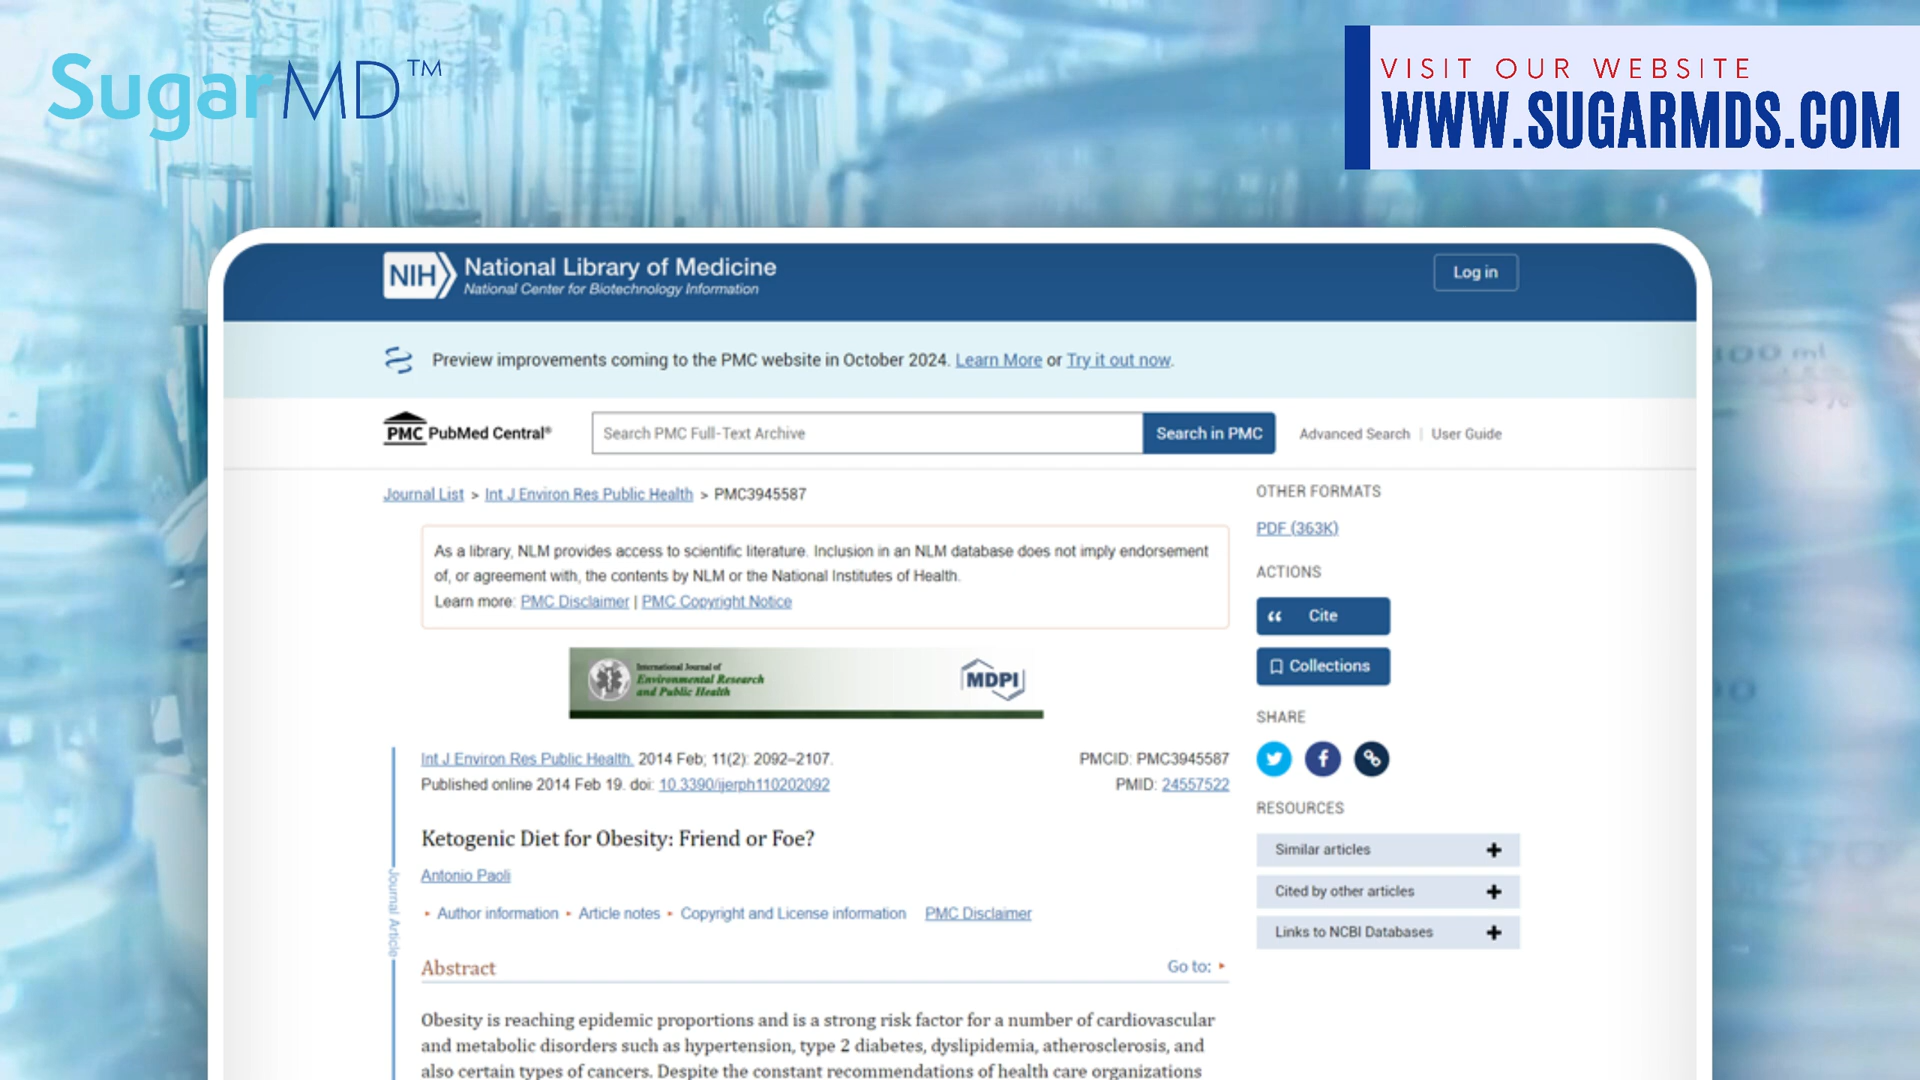 SugarMD™
VISIT OUR WEBSITE
WWW.SUGARMDS.COM
NIH National Library of Medicine
National Center for Biotechnology Information
Log in
Preview improvements coming to the PMC website in October 2024. Learn More or Try it out now.
PMC PubMed Central®
Search PMC Full-Text Archive
Search in PMC
Advanced Search | User Guide
Journal List > Int J Environ Res Public Health > PMC3945587
As a library, NLM provides access to scientific literature. Inclusion in an NLM database does not imply endorsement
of, or agreement with, the contents by NLM or the National Institutes of Health.
Learn more: PMC Disclaimer | PMC Copyright Notice
International Journal of
Environmental Research
and Public Health
MDPI
Int J Environ Res Public Health. 2014 Feb; 11(2): 2092–2107.
Published online 2014 Feb 19. doi: 10.3390/ijerph110202092
PMCID: PMC3945587
PMID: 24557522
Ketogenic Diet for Obesity: Friend or Foe?
Antonio Paoli
Author information Article notes Copyright and License information PMC Disclaimer
Journal Article
Abstract
Go to:
Obesity is reaching epidemic proportions and is a strong risk factor for a number of cardiovascular
and metabolic disorders such as hypertension, type 2 diabetes, dyslipidemia, atherosclerosis, and
also certain types of cancers. Despite the constant recommendations of health care organizations
OTHER FORMATS
PDF (363K)
ACTIONS
Cite
Collections
SHARE
RESOURCES
Similar articles
Cited by other articles
Links to NCBI Databases
100 ml